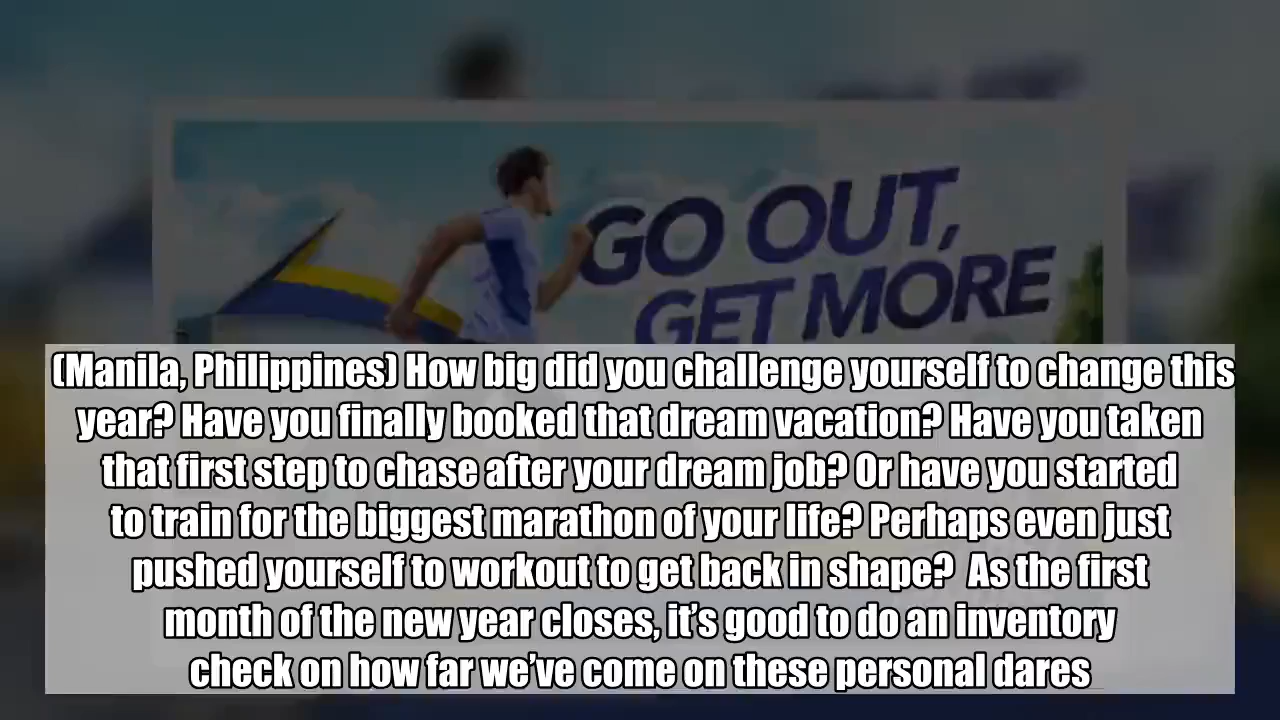 GO OUT,
GET MORE
(Manila, Philippines) How big did you challenge yourself to change this
year? Have you finally booked that dream vacation? Have you taken
that first step to chase after your dream job? Or have you started
to train for the biggest marathon of your life? Perhaps even just
pushed yourself to workout to get back in shape?  As the first
month of the new year closes, it’s good to do an inventory
check on how far we’ve come on these personal dares